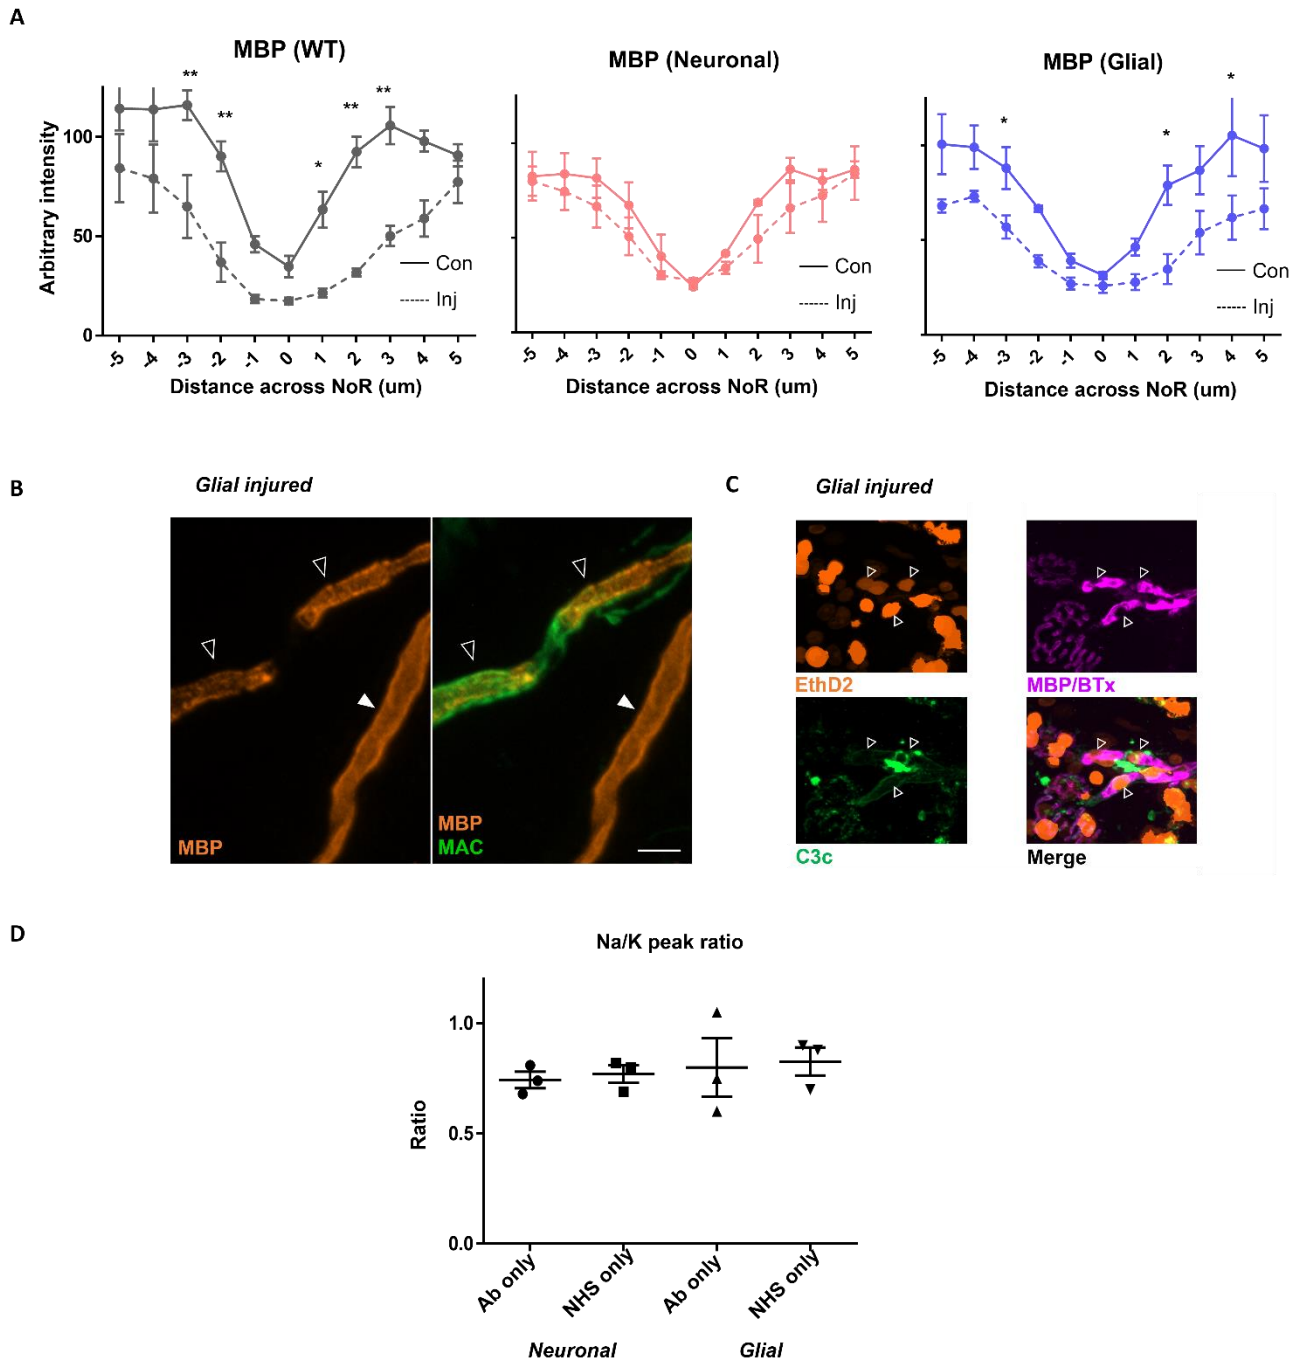 A
MBP (WT)
MBP (Neuronal)
MBP (Glial)
Arbitrary intensity
100
50
0
** ** * ** **
* * *
Con
Inj
Con
Inj
Con
Inj
-5 -4 -3 -2 -1 0 1 2 3 4 5
-5 -4 -3 -2 -1 0 1 2 3 4 5
-5 -4 -3 -2 -1 0 1 2 3 4 5
Distance across NoR (um)
Distance across NoR (um)
Distance across NoR (um)
B
Glial injured
MBP
MBP
MAC
C
Glial injured
EthD2
MBP/BTx
C3c
Merge
D
Na/K peak ratio
Ratio
1.0
0.5
0.0
Ab only
NHS only
Ab only
NHS only
Neuronal
Glial